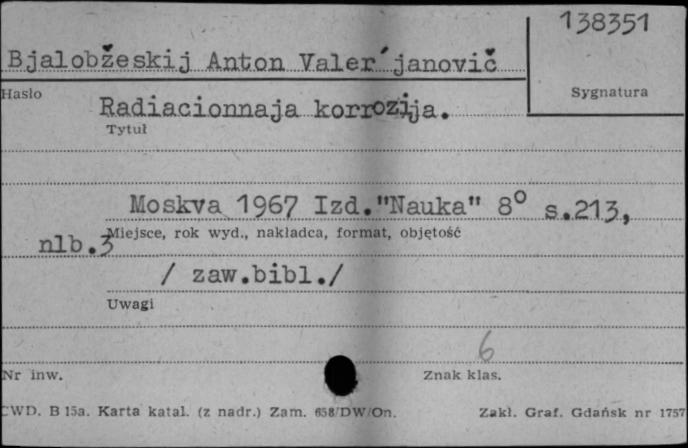 138351
Bjalobžeskij Anton Valer´janovič
Hasło
Sygnatura
Radiacionnaja korrozija.
Tytuł
Moskva 1967 Izd."Nauka" 8° s.213,
nlb.3 Miejsce, rok wyd., nakładca, format, objętość
/ zaw.bibl./
Uwagi
6
Nr inw.
Znak klas.
CWD. B 15a. Karta katal. (z nadr.) Zam. 658/DW/On. Zakł. Graf. Gdańsk nr 1757